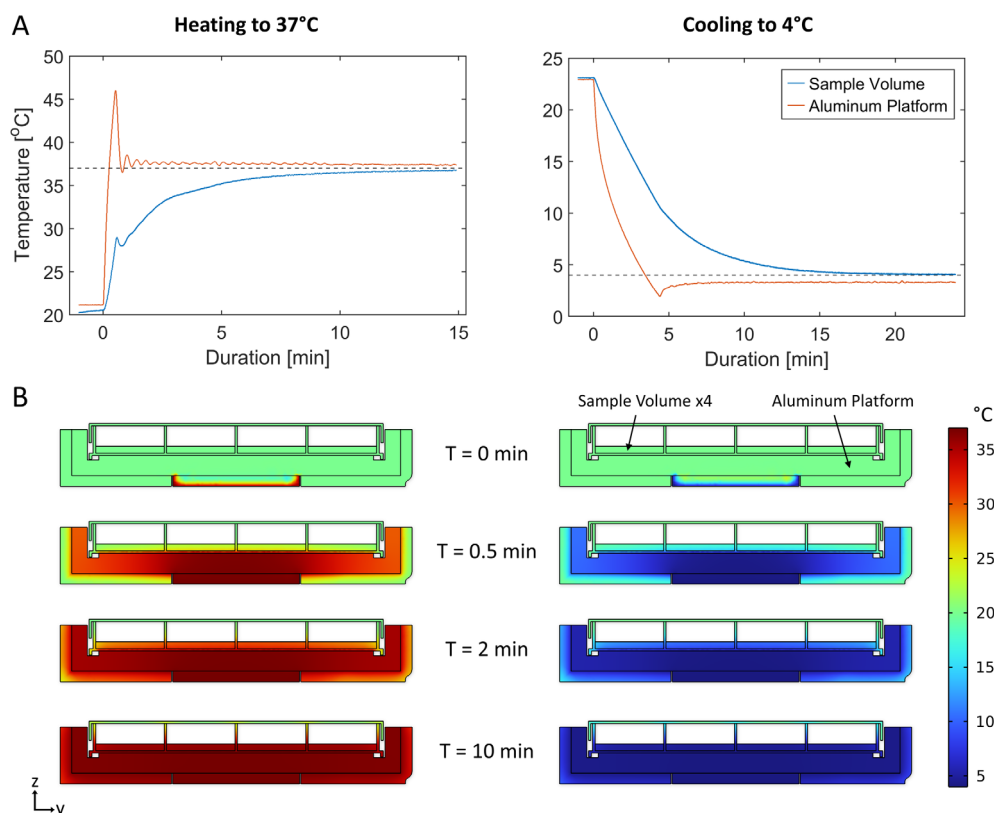 A
Heating to 37°C
Cooling to 4°C
Temperature [°C]
50
45
40
35
30
25
20
0
5
10
15
Duration [min]
25
20
15
10
5
0
Sample Volume
Aluminum Platform
0
5
10
15
20
Duration [min]
B
Sample Volume x4
Aluminum Platform
°C
T = 0 min
T = 0.5 min
T = 2 min
T = 10 min
35
30
25
20
15
10
5
z
y